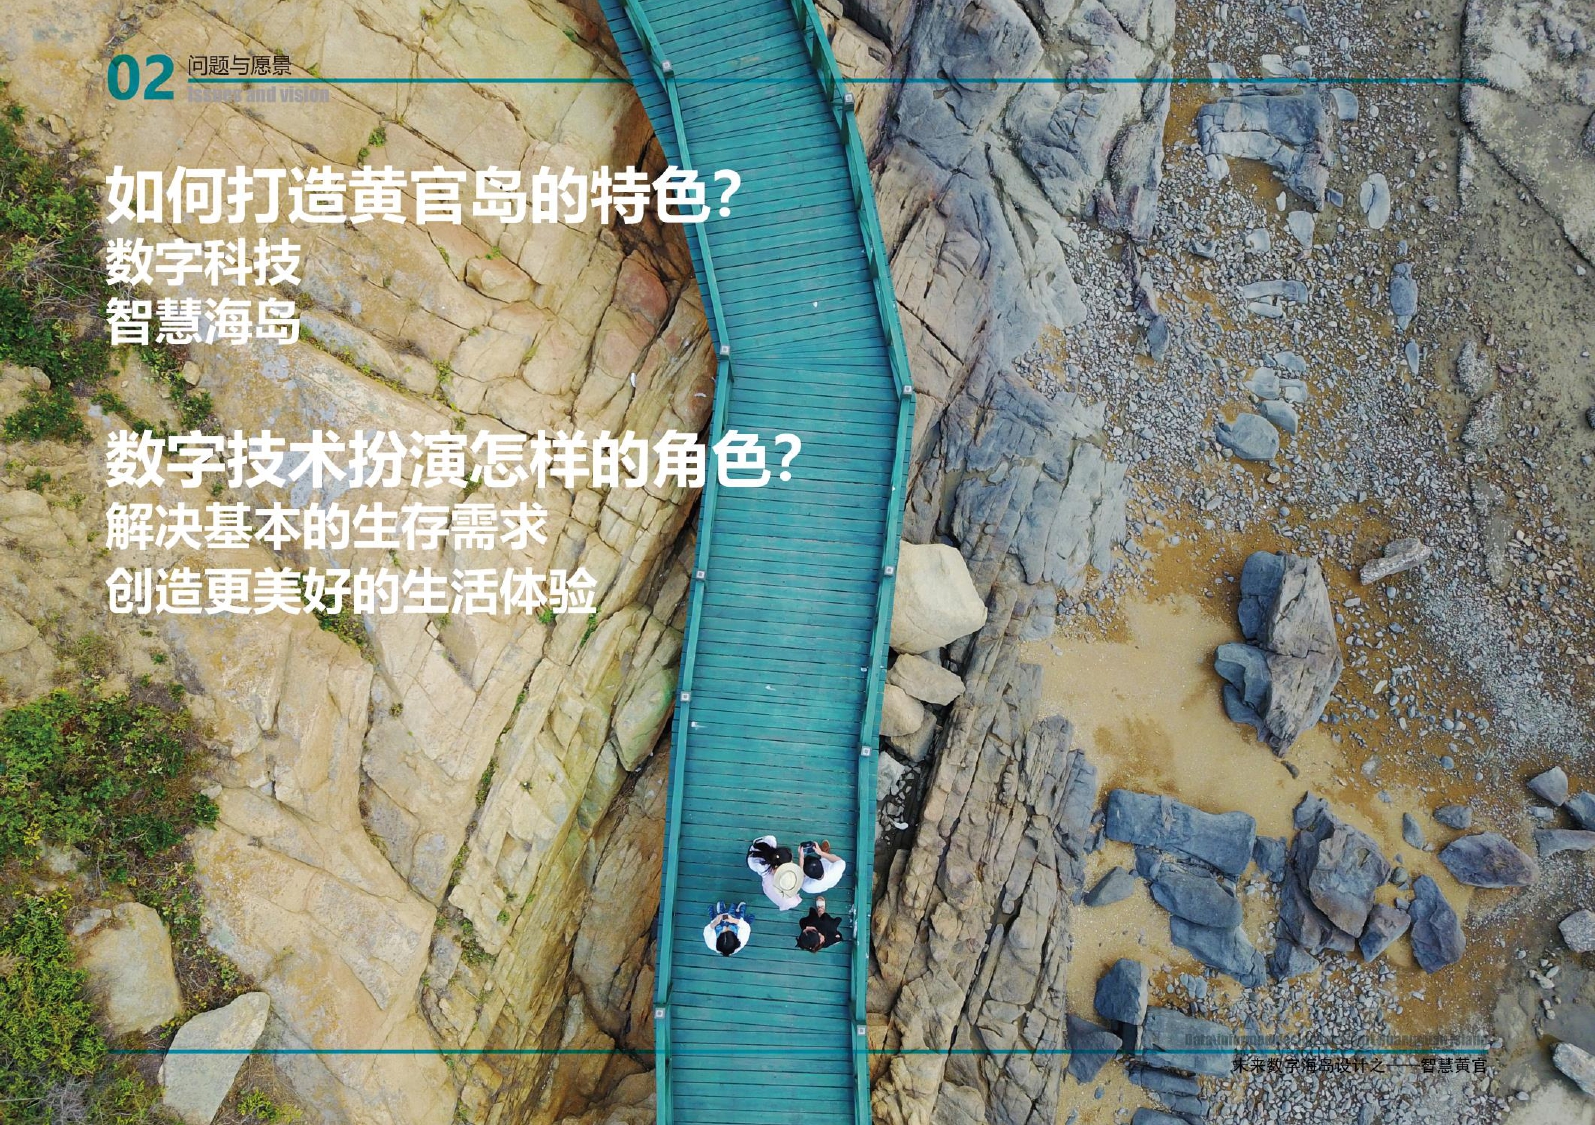 02
问题与愿景
Issues and vision
如何打造黄官岛的特色?
数字科技
智慧海岛
数字技术扮演怎样的角色?
解决基本的生存需求
创造更美好的生活体验
未来数字海岛设计之——智慧黄官